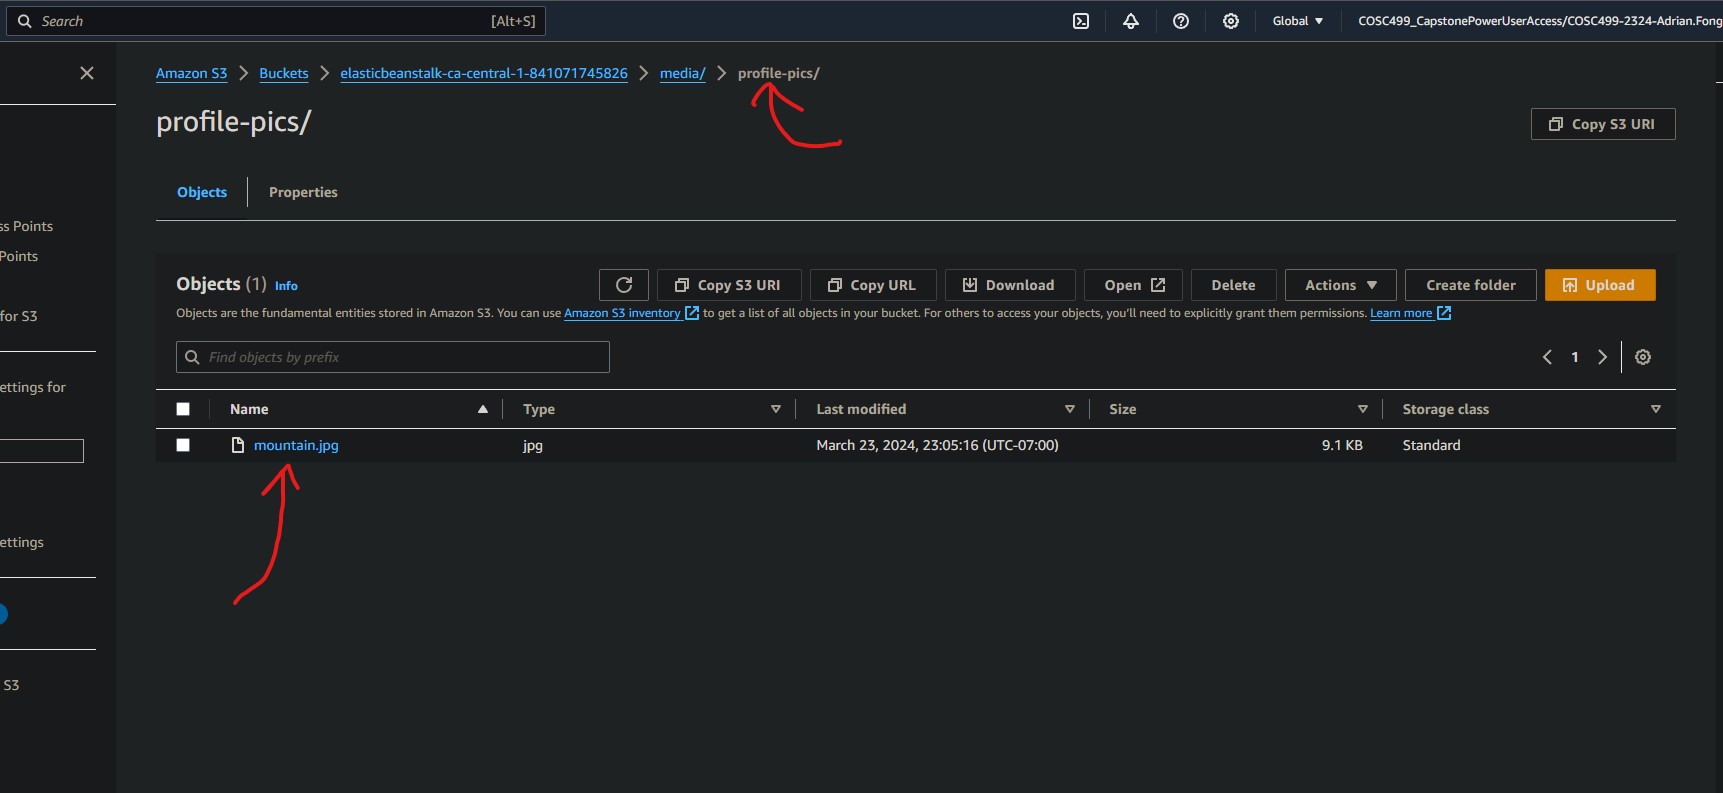 Search [Alt+S] Global COSC499_CapstonePowerUserAccess/COSC499-2324-Adrian.Fong
Amazon S3 Buckets elasticbeanstalk-ca-central-1-841071745826 media/ profile-pics/
profile-pics/
Copy S3 URI
Objects Properties
ss Points
Points
for S3
ettings for
ettings
S3
Objects (1) Info Copy S3 URI Copy URL Download Open Delete Actions Create folder Upload
Objects are the fundamental entities stored in Amazon S3. You can use Amazon S3 inventory to get a list of all objects in your bucket. For others to access your objects, you'll need to explicitly grant them permissions. Learn more
Find objects by prefix 1
Name Type Last modified Size Storage class
mountain.jpg jpg March 23, 2024, 23:05:16 (UTC-07:00) 9.1 KB Standard